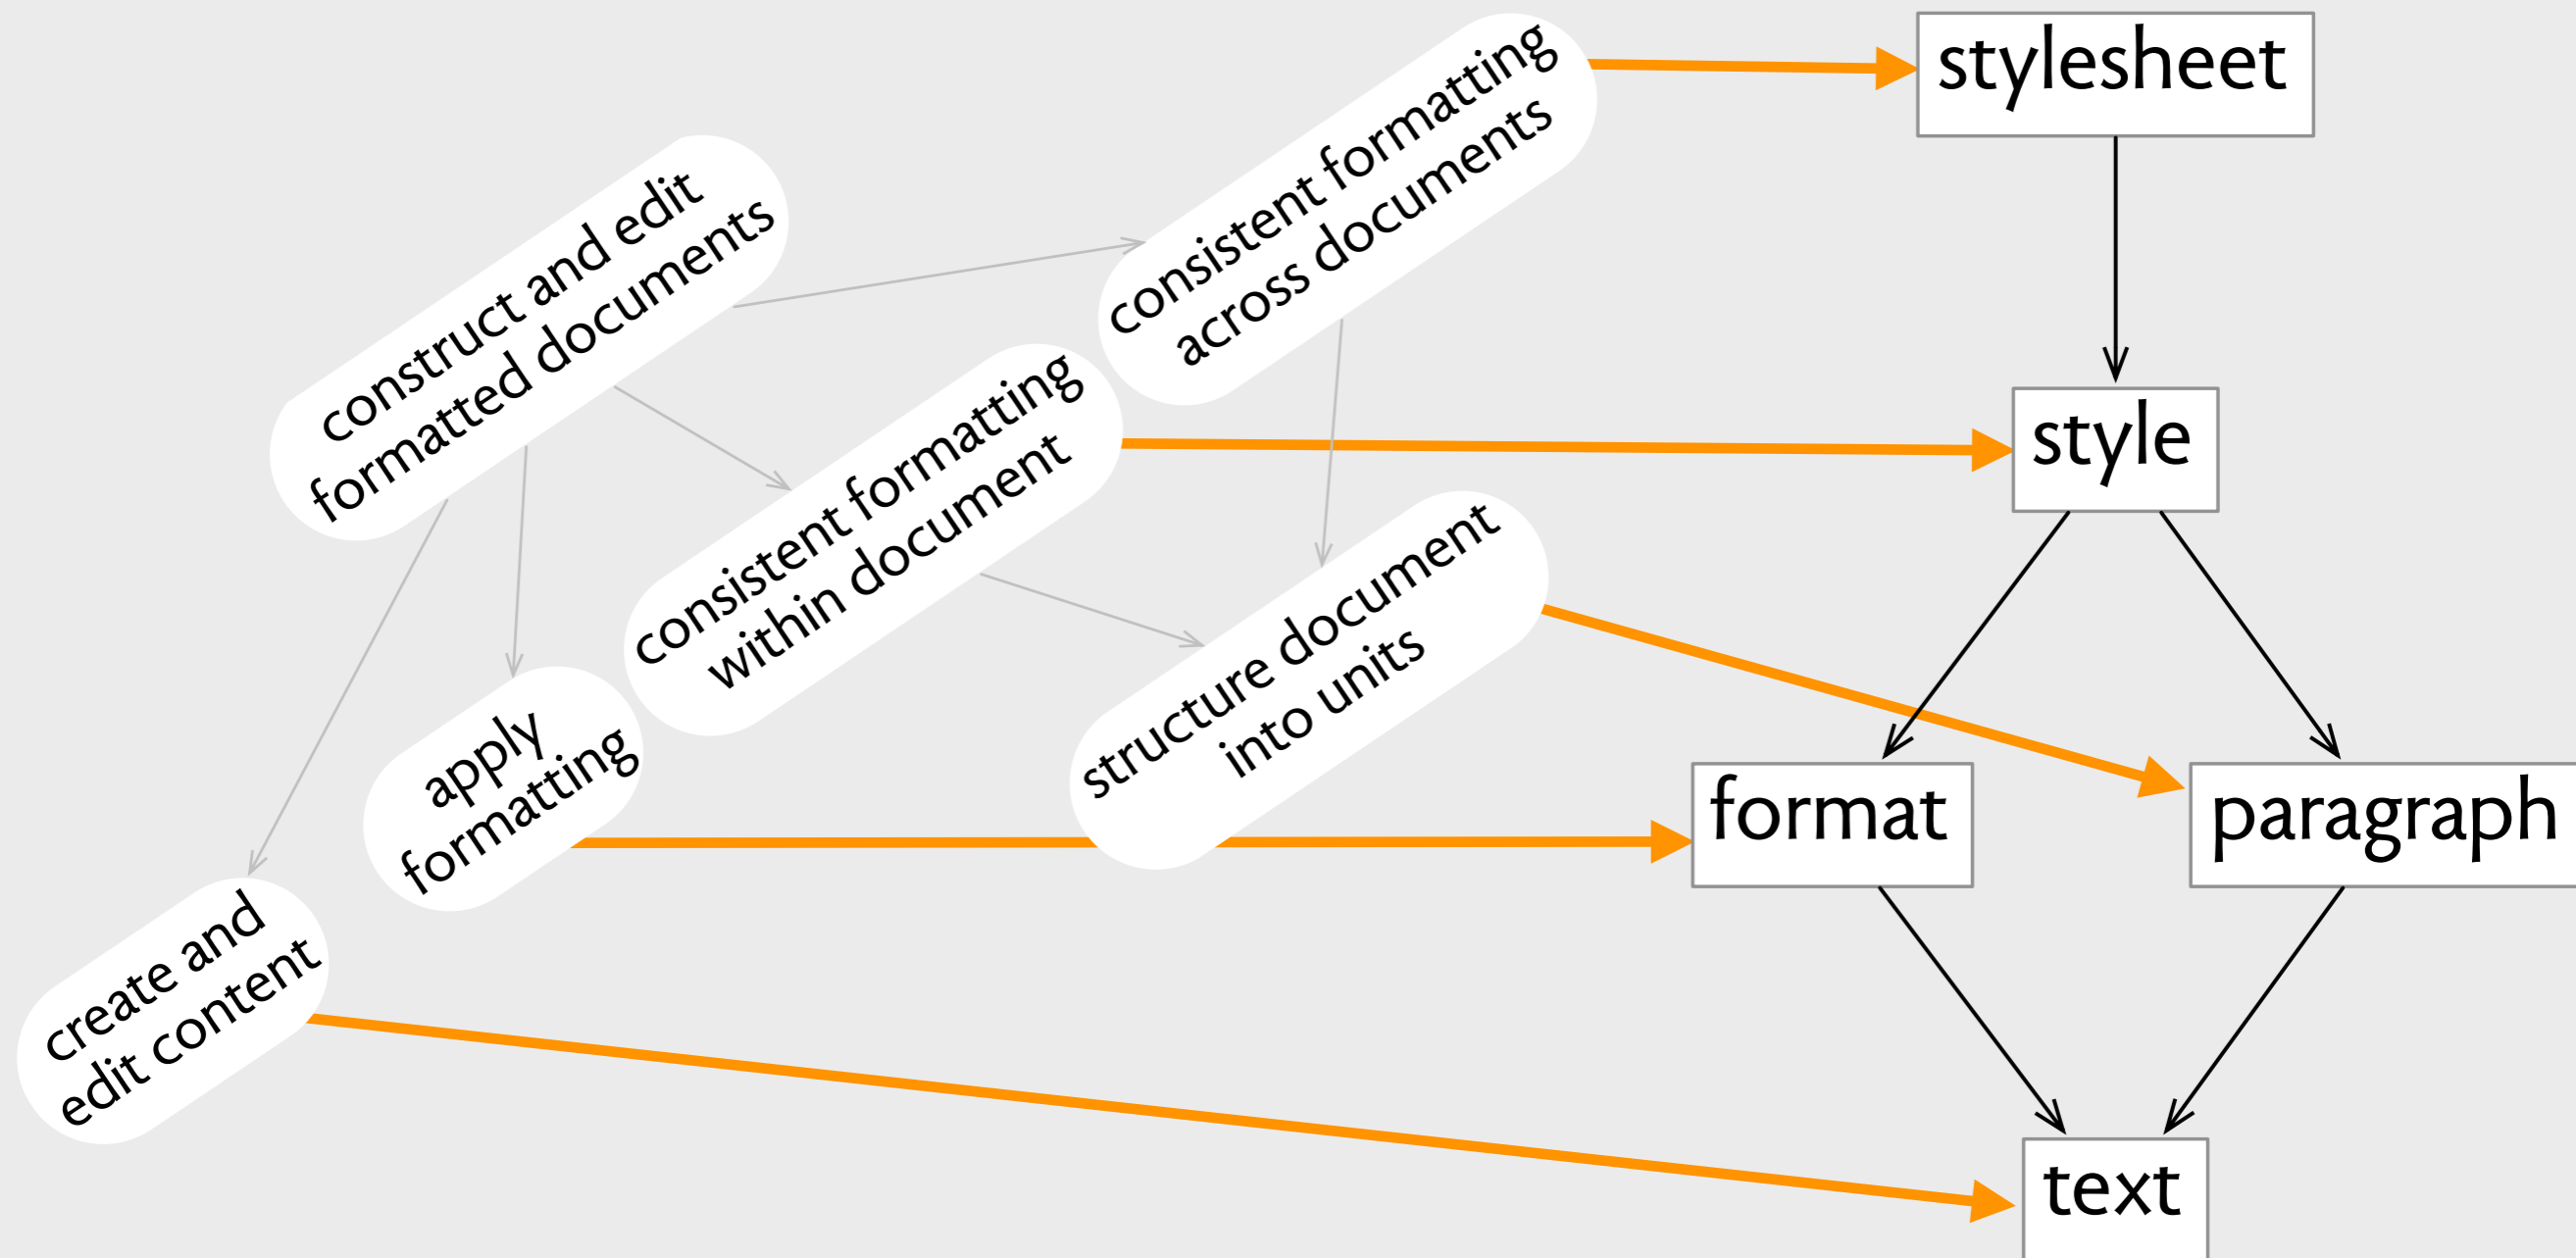 construct and edit
formatted documents
consistent formatting
across documents
consistent formatting
within document
structure document
into units
apply
formatting
create and
edit content
stylesheet
style
format
paragraph
text